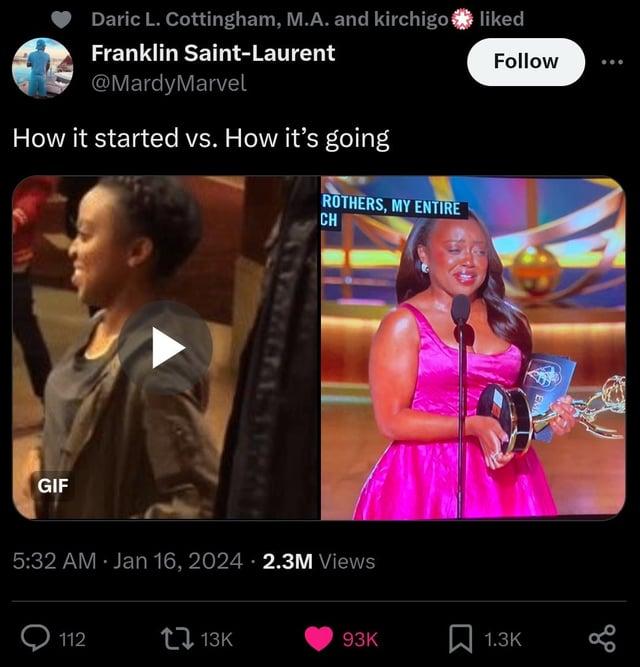 Daric L. Cottingham, M.A. and kirchigo liked
Franklin Saint-Laurent
@MardyMarvel
Follow
How it started vs. How it's going
ROTHERS, MY ENTIRE
CH
GIF
5:32 AM · Jan 16, 2024 · 2.3M Views
112
13K
93K
1.3K